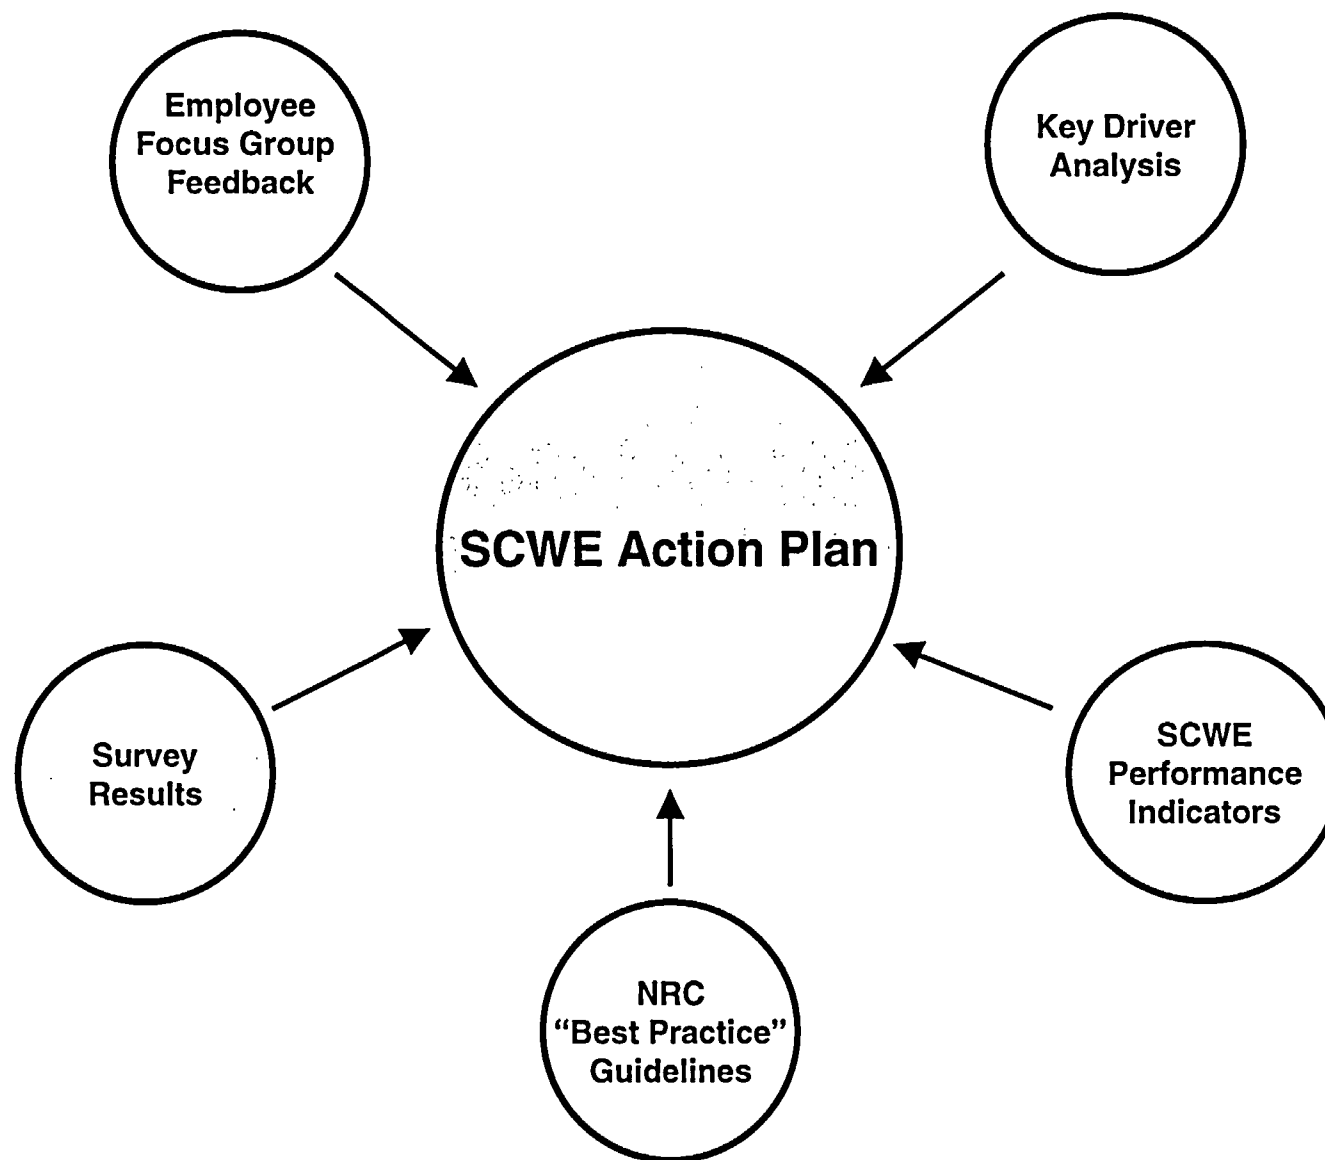 Employee
Focus Group
Feedback
Key Driver
Analysis
SCWE Action Plan
Survey
Results
SCWE
Performance
Indicators
NRC
“Best Practice”
Guidelines